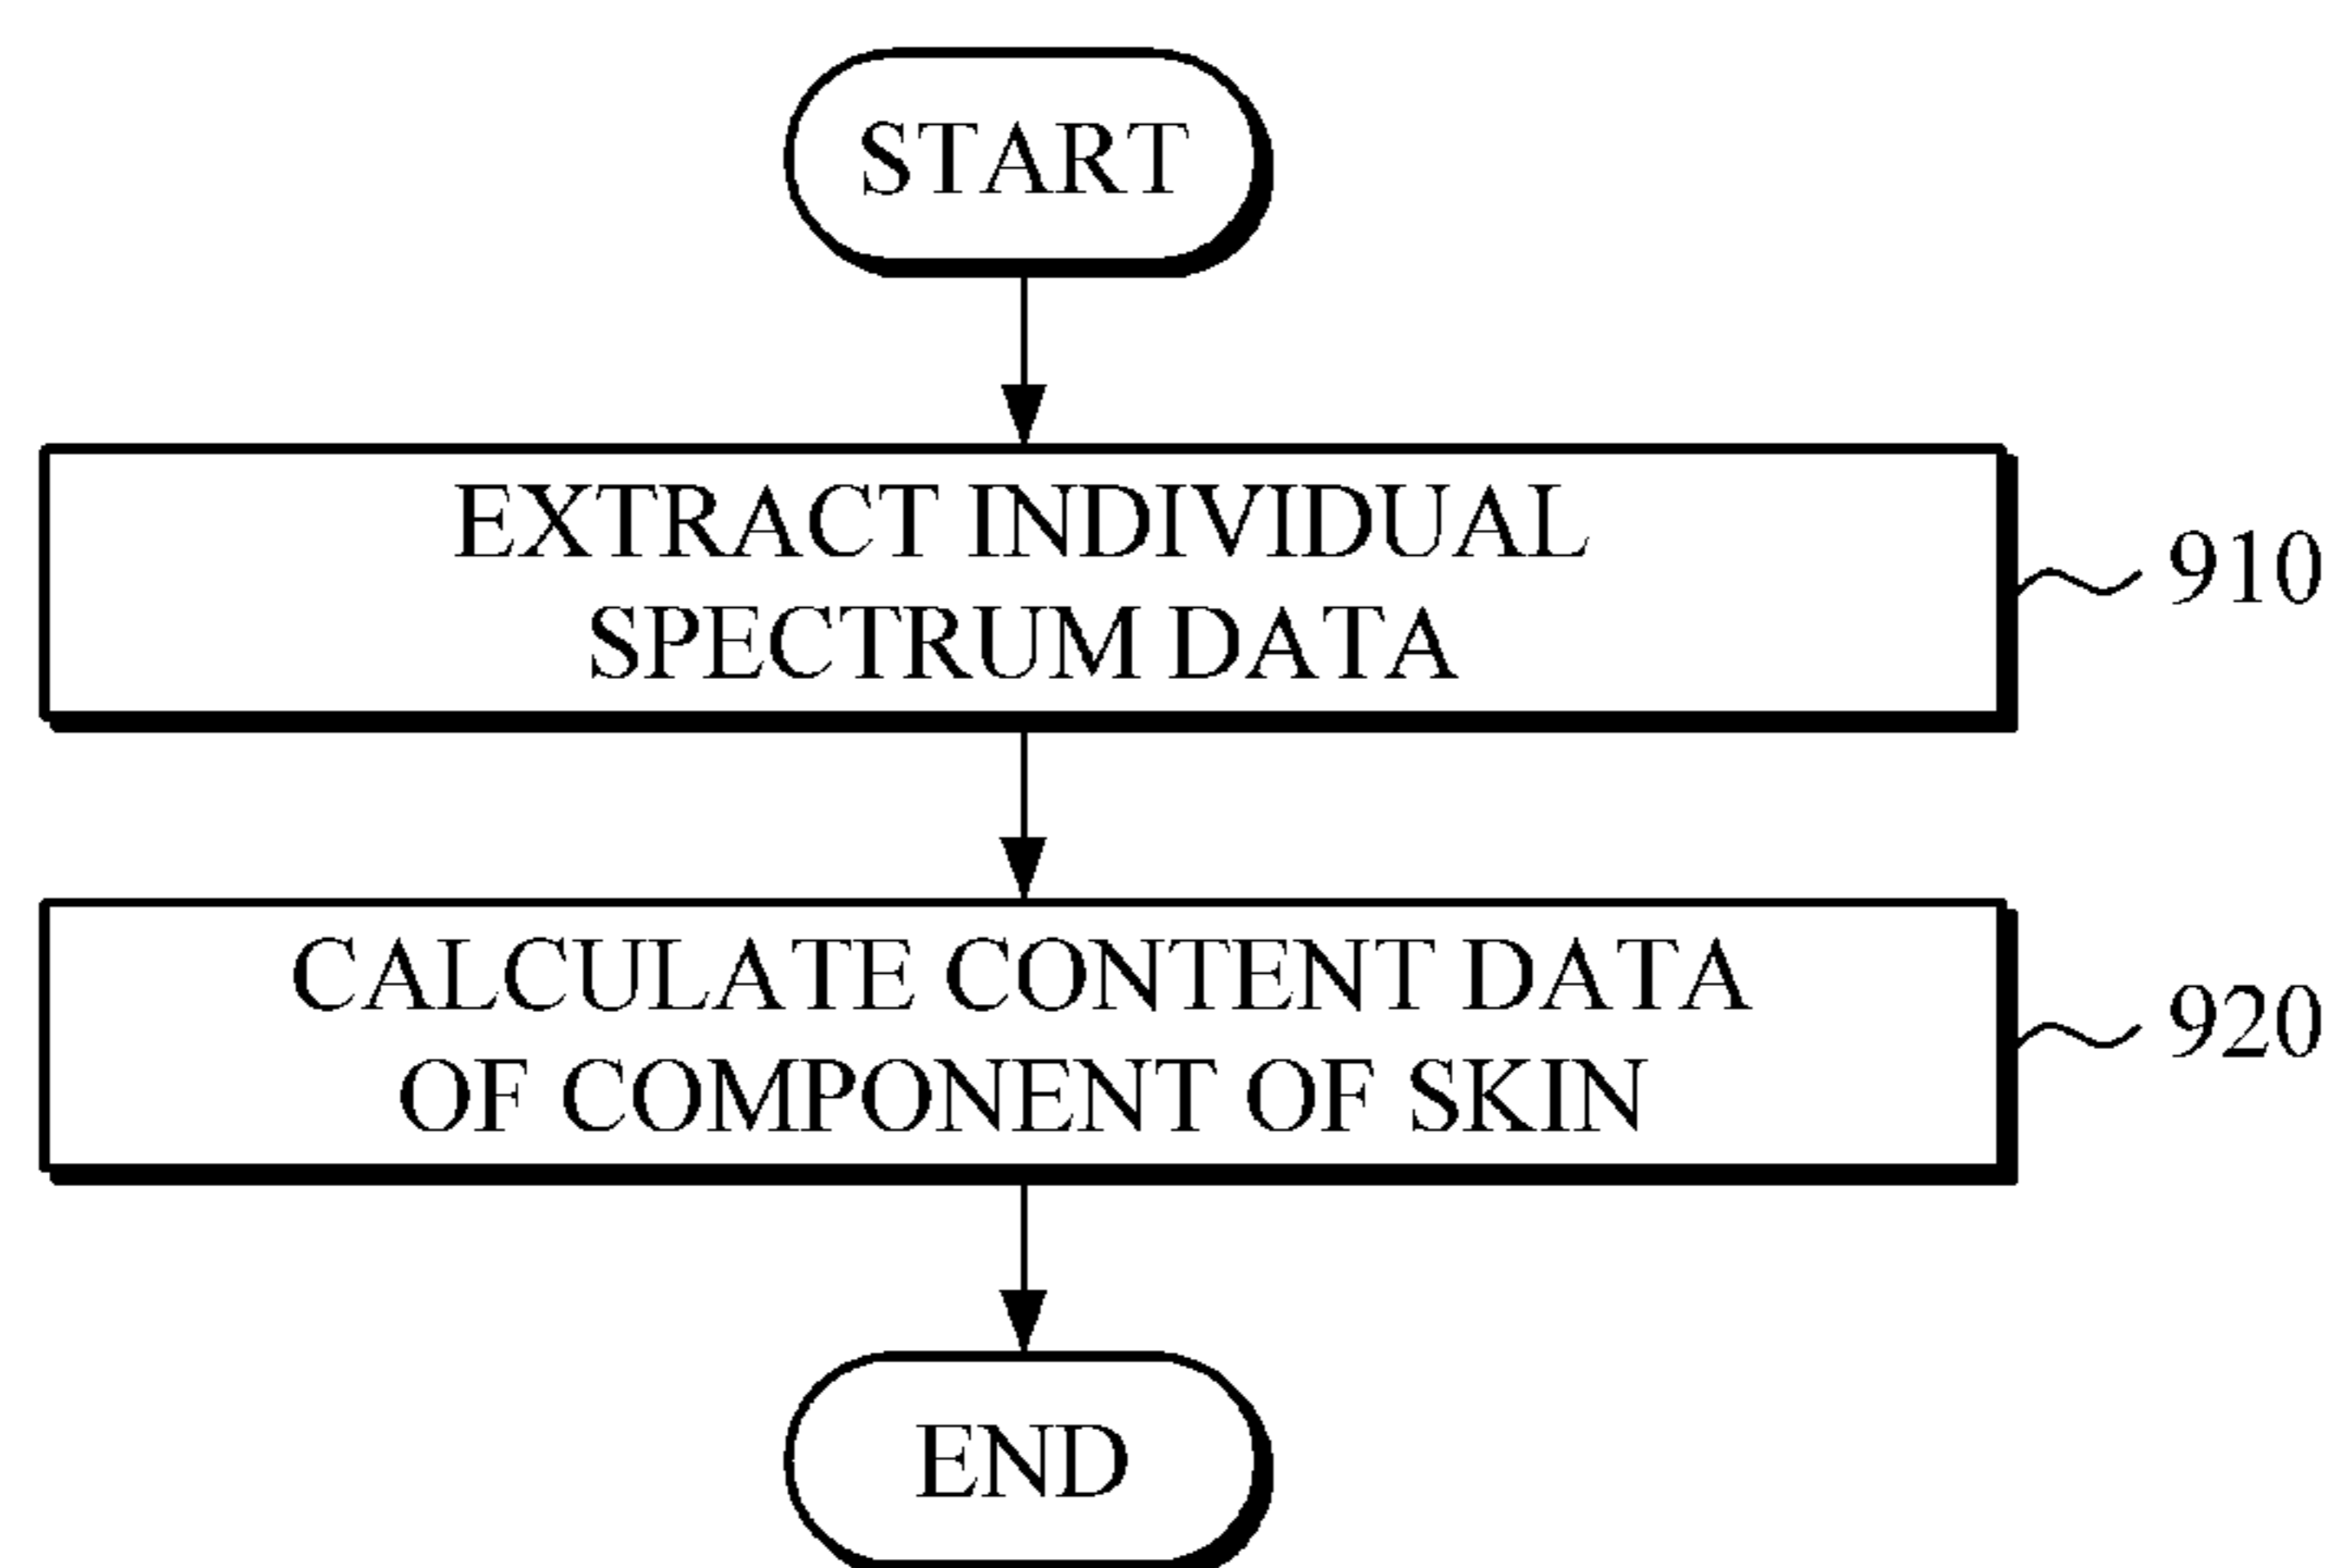 START
EXTRACT INDIVIDUAL
SPECTRUM DATA
910
CALCULATE CONTENT DATA
OF COMPONENT OF SKIN
920
END